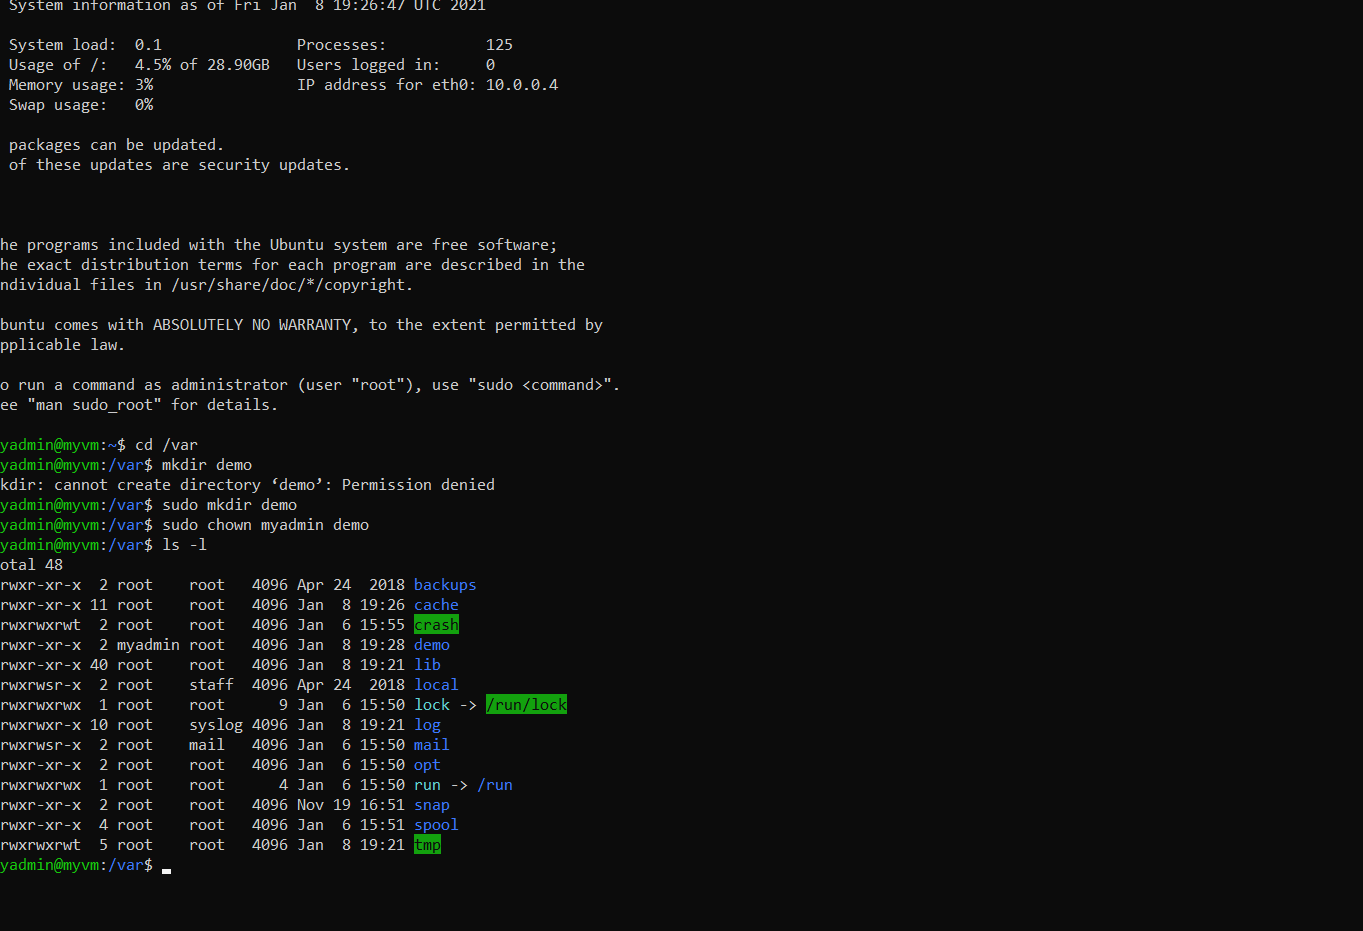 System information as of Fri Jan  8 19:26:47 UTC 2021
System load:  0.1               Processes:           125
Usage of /:   4.5% of 28.90GB   Users logged in:     0
Memory usage: 3%                IP address for eth0: 10.0.0.4
Swap usage:   0%
packages can be updated.
of these updates are security updates.
he programs included with the Ubuntu system are free software;
he exact distribution terms for each program are described in the
ndividual files in /usr/share/doc/*/copyright.
buntu comes with ABSOLUTELY NO WARRANTY, to the extent permitted by
pplicable law.
o run a command as administrator (user "root"), use "sudo <command>".
ee "man sudo_root" for details.
yadmin@myvm:~$ cd /var
yadmin@myvm:/var$ mkdir demo
kdir: cannot create directory ‘demo’: Permission denied
yadmin@myvm:/var$ sudo mkdir demo
yadmin@myvm:/var$ sudo chown myadmin demo
yadmin@myvm:/var$ ls -l
otal 48
rwxr-xr-x  2 root    root   4096 Apr 24  2018 backups
rwxr-xr-x 11 root    root   4096 Jan  8 19:26 cache
rwxrwxrwt  2 root    root   4096 Jan  6 15:55 crash
rwxr-xr-x  2 myadmin root   4096 Jan  8 19:28 demo
rwxr-xr-x 40 root    root   4096 Jan  8 19:21 lib
rwxrwsr-x  2 root    staff  4096 Apr 24  2018 local
rwxrwxrwx  1 root    root      9 Jan  6 15:50 lock -> /run/lock
rwxrwxr-x 10 root    syslog 4096 Jan  8 19:21 log
rwxrwsr-x  2 root    mail   4096 Jan  6 15:50 mail
rwxr-xr-x  2 root    root   4096 Jan  6 15:50 opt
rwxrwxrwx  1 root    root      4 Jan  6 15:50 run -> /run
rwxr-xr-x  2 root    root   4096 Nov 19 16:51 snap
rwxr-xr-x  4 root    root   4096 Jan  6 15:51 spool
rwxrwxrwt  5 root    root   4096 Jan  8 19:21 tmp
yadmin@myvm:/var$